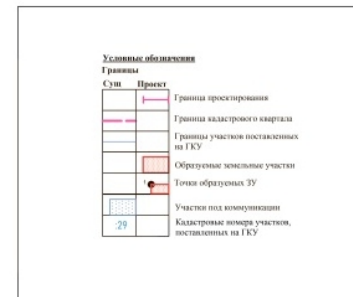 Условные обозначения
Границы
Сущ Проект
Граница проектирования
Граница кадастрового квартала
Границы участков поставленных
на ГКУ
Образуемые земельные участки
1
Точки образуемых ЗУ
Участки под коммуникации
:29
Кадастровые номера участков,
поставленных на ГКУ